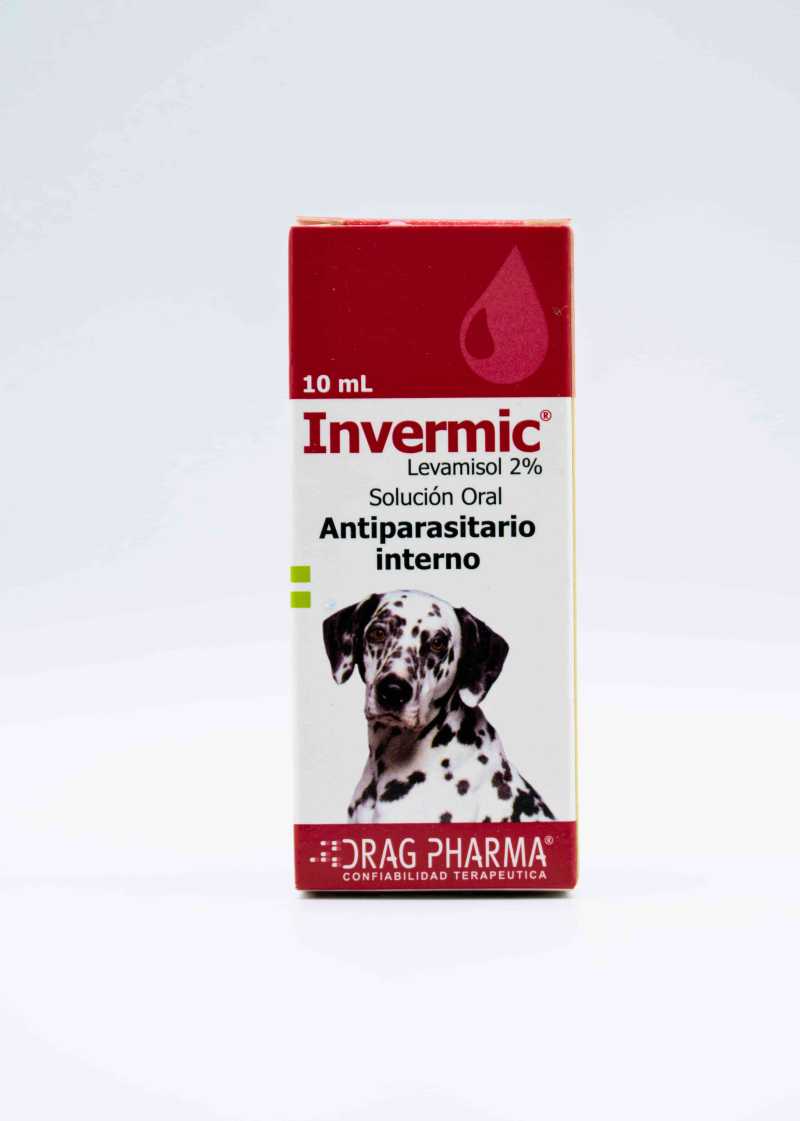 10 mL
Invermic®
Levamisol 2%
Solución Oral
Antiparasitario
interno
DRAG PHARMA®
CONFIABILIDAD TERAPEUTICA